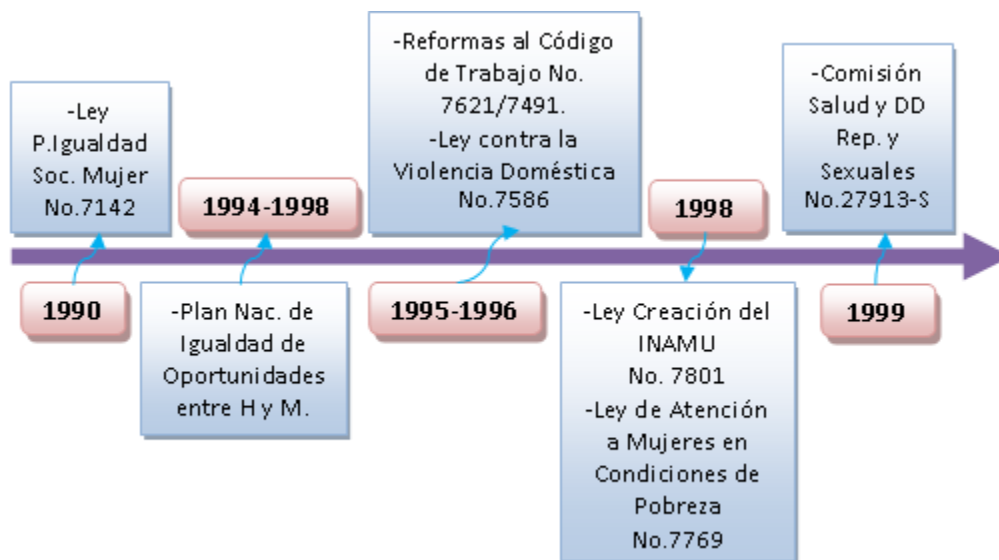 -Ley
P.Igualdad
Soc. Mujer
No.7142
1990
1994-1998
-Plan Nac. de
Igualdad de
Oportunidades
entre H y M.
-Reformas al Código
de Trabajo No.
7621/7491.
-Ley contra la
Violencia Doméstica
No.7586
1995-1996
1998
-Ley Creación del
INAMU
No. 7801
-Ley de Atención
a Mujeres en
Condiciones de
Pobreza
No.7769
-Comisión
Salud y DD
Rep. y
Sexuales
No.27913-S
1999